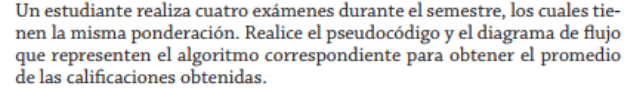 Un estudiante realiza cuatro exámenes durante el semestre, los cuales tie-
nen la misma ponderación. Realice el pseudocódigo y el diagrama de flujo
que representen el algoritmo correspondiente para obtener el promedio
de las calificaciones obtenidas.